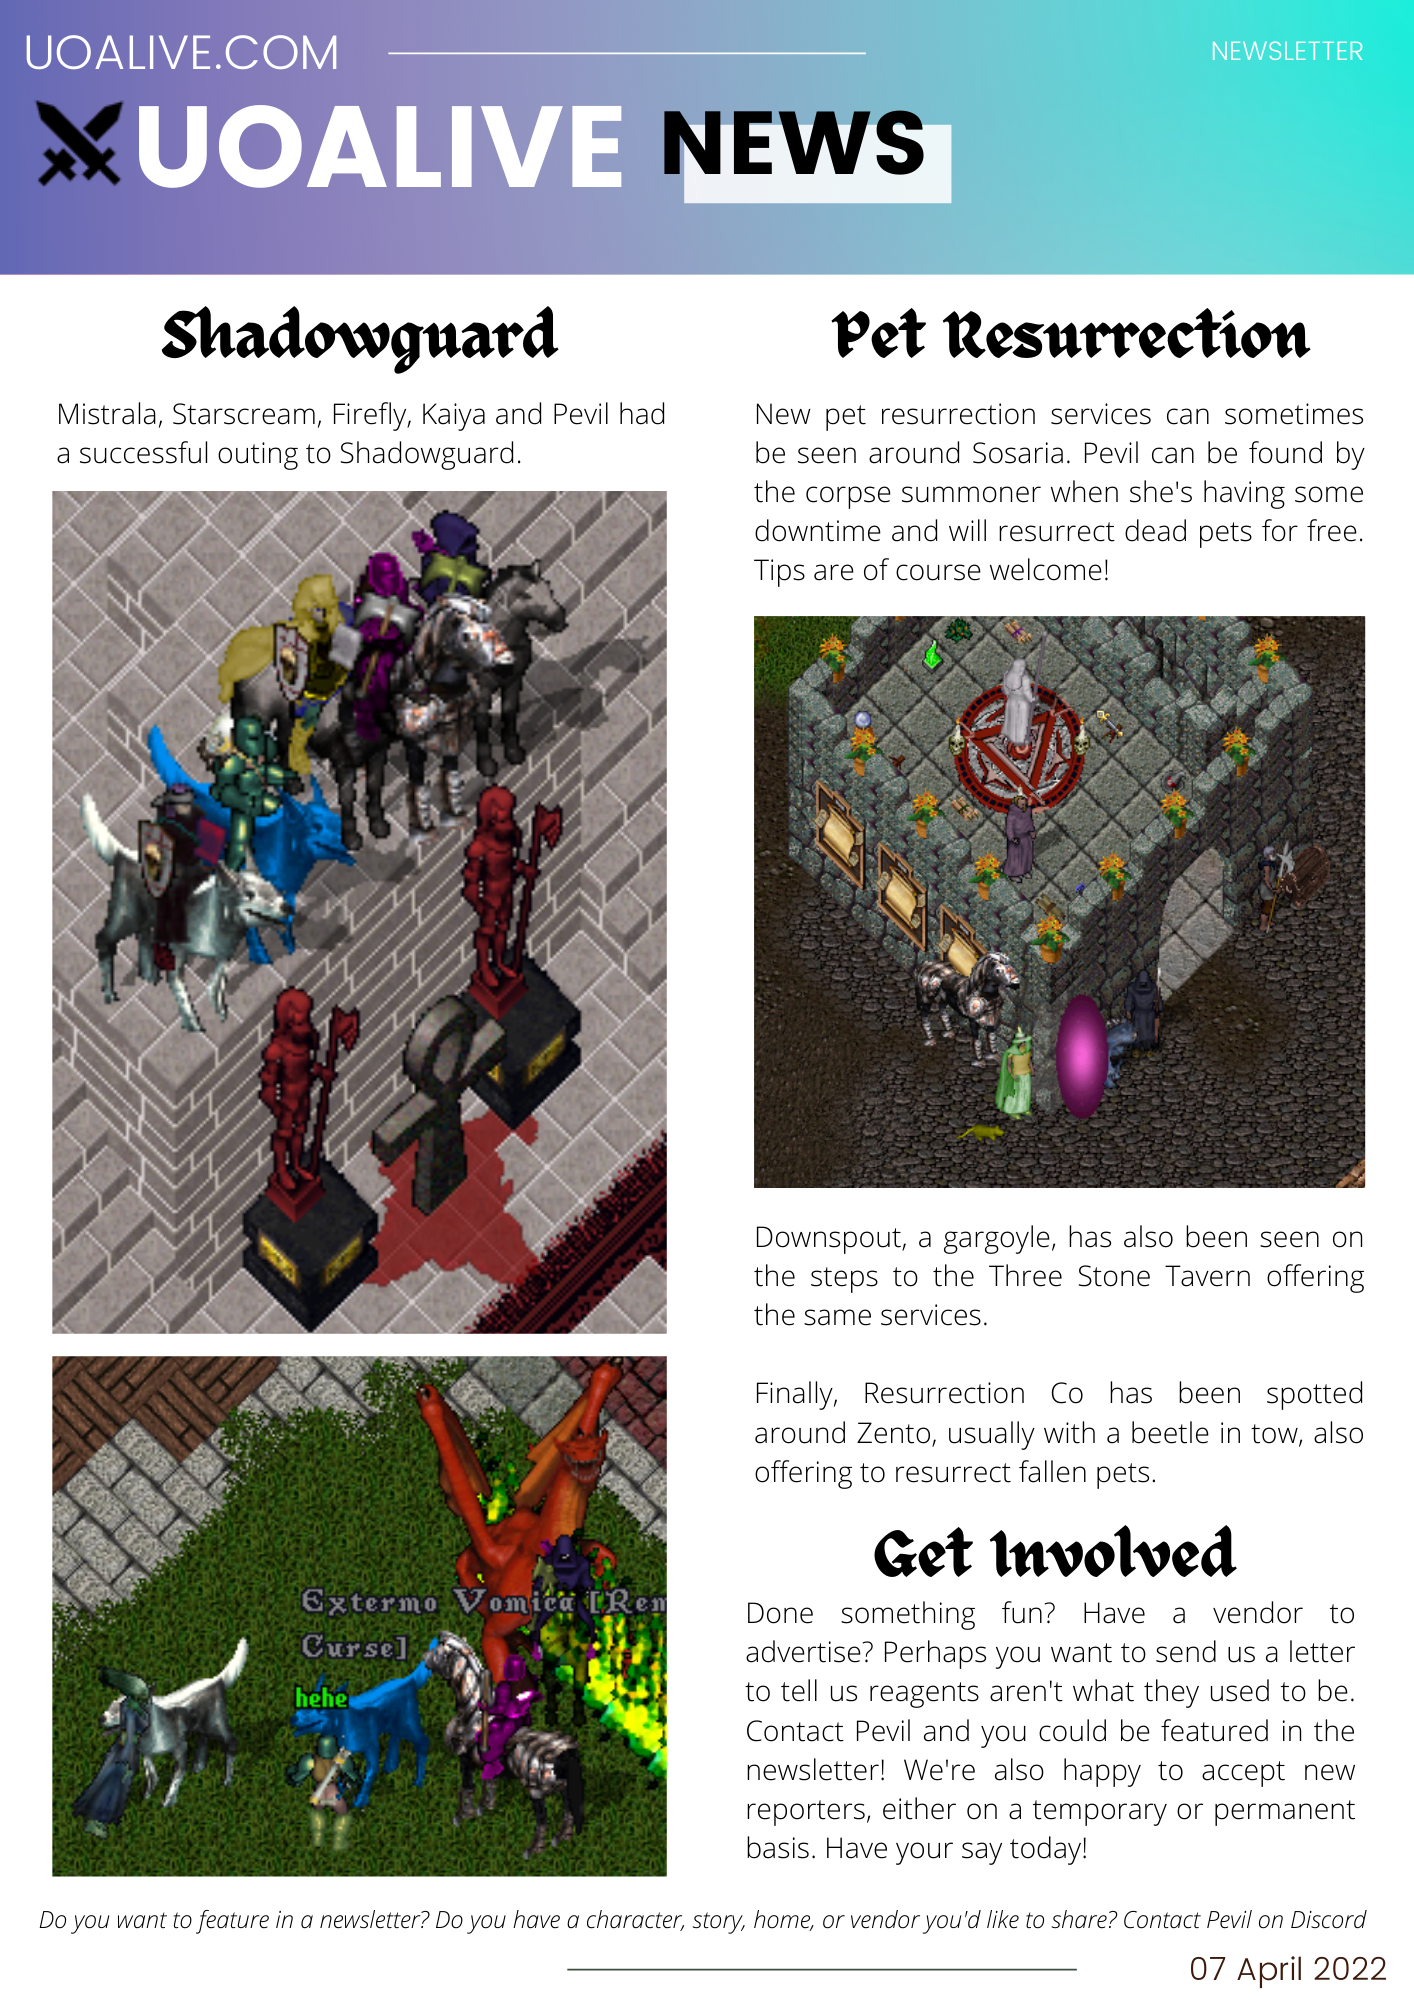 UOALIVE.COM
NEWSLETTER
UOALIVE NEWS
Shadowguard
Mistrala, Starscream, Firefly, Kaiya and Pevil had
a successful outing to Shadowguard.
Extermo Vomica [Rem
Curse]
hehe
Pet Resurrection
New pet resurrection services can sometimes
be seen around Sosaria. Pevil can be found by
the corpse summoner when she's having some
downtime and will resurrect dead pets for free.
Tips are of course welcome!
Downspout, a gargoyle, has also been seen on
the steps to the Three Stone Tavern offering
the same services.
Finally, Resurrection Co has been spotted
around Zento, usually with a beetle in tow, also
offering to resurrect fallen pets.
Get Involved
Done something fun? Have a vendor to
advertise? Perhaps you want to send us a letter
to tell us reagents aren't what they used to be.
Contact Pevil and you could be featured in the
newsletter! We're also happy to accept new
reporters, either on a temporary or permanent
basis. Have your say today!
Do you want to feature in a newsletter? Do you have a character, story, home, or vendor you'd like to share? Contact Pevil on Discord
07 April 2022